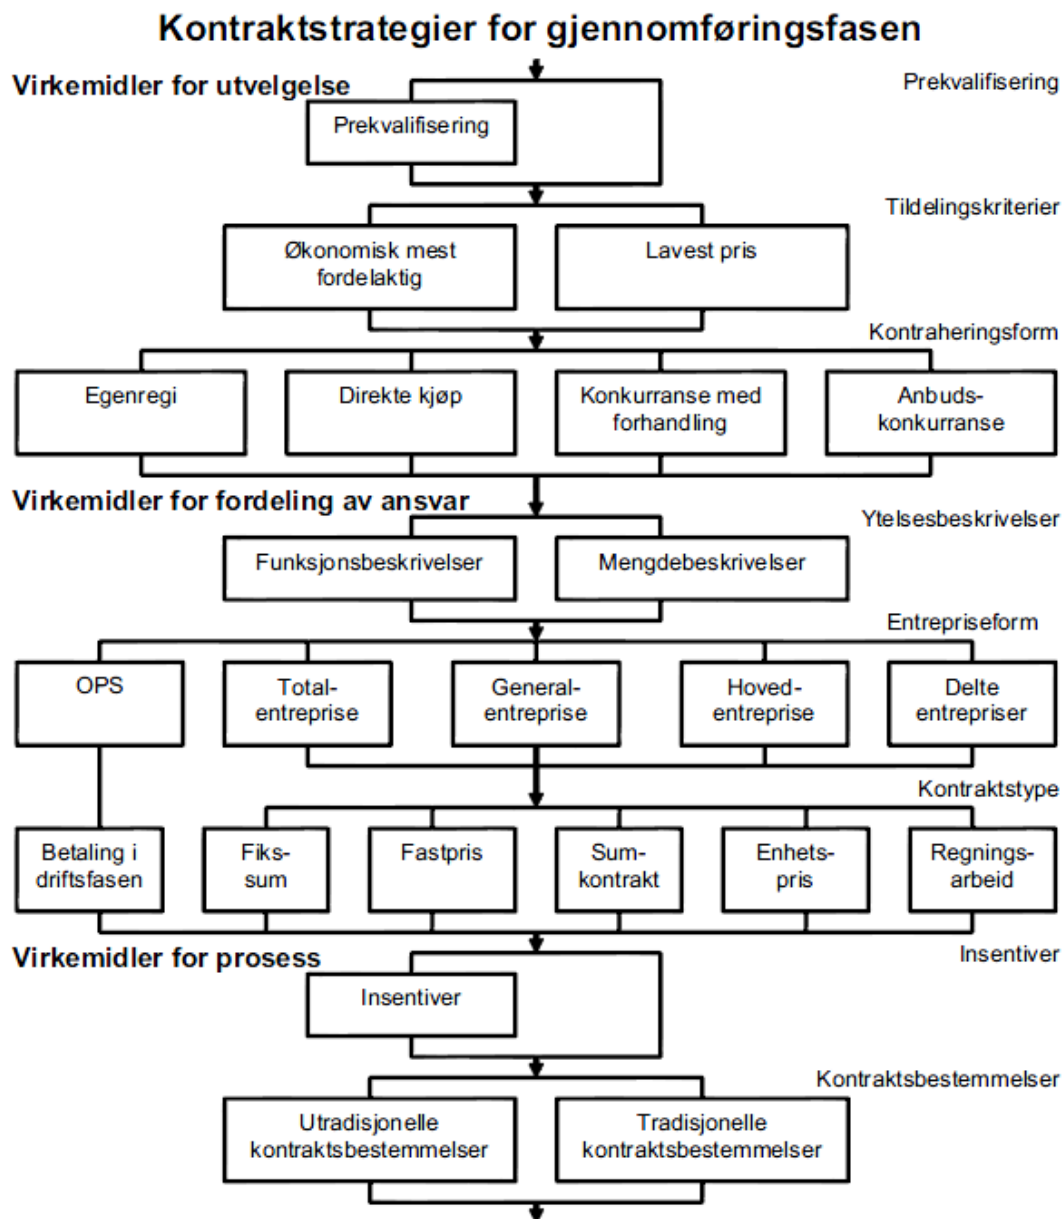 Kontraktstrategier for gjennomføringsfasen
Virkemidler for utvelgelse
Prekvalifisering
Prekvalifisering
Tildelingskriterier
Økonomisk mest
fordelaktig
Lavest pris
Kontraheringsform
Egenregi
Direkte kjøp
Konkurranse med
forhandling
Anbuds-
konkurranse
Virkemidler for fordeling av ansvar
Ytelsesbeskrivelser
Funksjonsbeskrivelser
Mengdebeskrivelser
Entrepriseform
OPS
Total-
entreprise
General-
entreprise
Hoved-
entreprise
Delte
entrepriser
Kontraktstype
Betaling i
driftsfasen
Fiks-
sum
Fastpris
Sum-
kontrakt
Enhets-
pris
Regnings-
arbeid
Virkemidler for prosess
Insentiver
Insentiver
Kontraktsbestemmelser
Utradisjonelle
kontraktsbestemmelser
Tradisjonelle
kontraktsbestemmelser